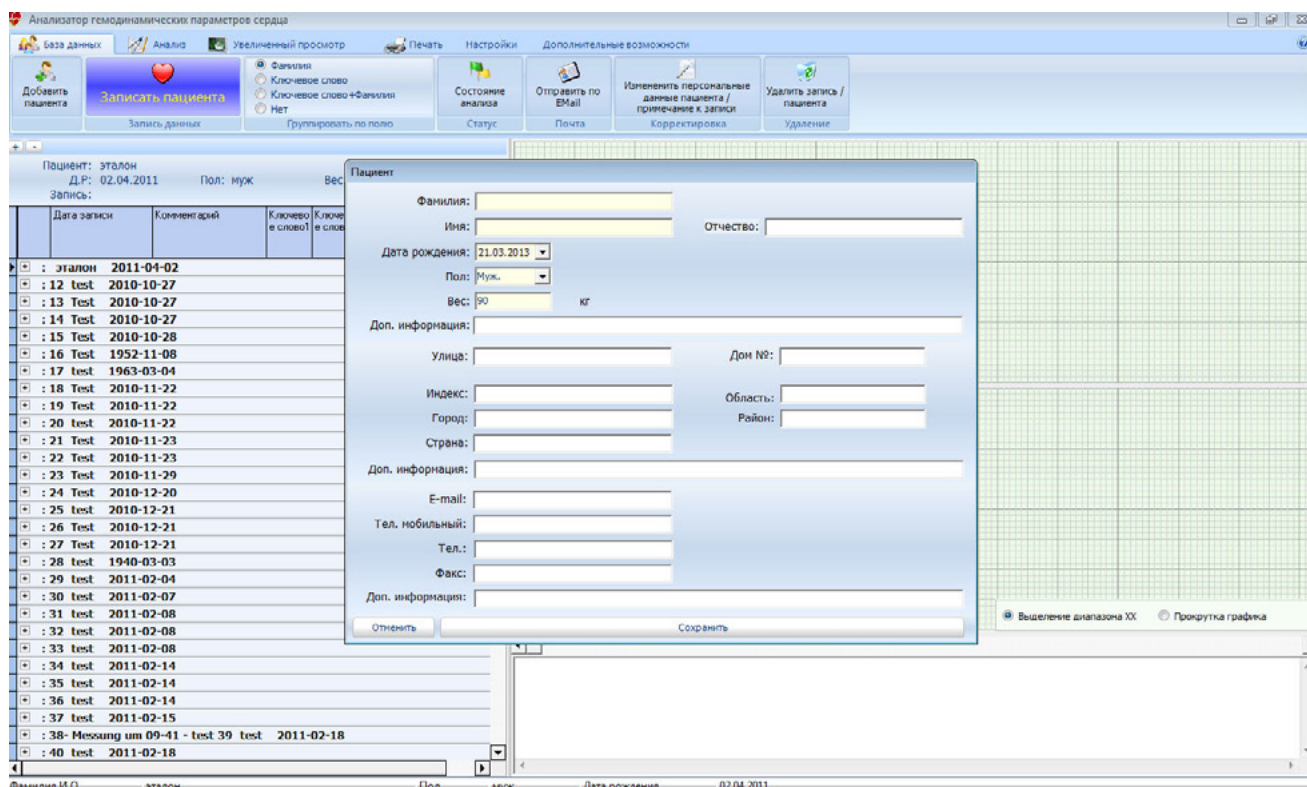 Анализатор гемодинамических параметров сердца
База данных Анализ Увеличенный просмотр Печать Настройки Дополнительные возможности
Добавить пациента
Записать пациента
Запись данных
Фамилия
Ключевое слово
Ключевое слово+Фамилия
Нет
Группировать по полю
Состояние анализа
Статус
Отправить по EMail
Почта
Измененить персональные данные пациента / примечание к записи
Корректировка
Удалить запись / пациента
Удаление
+ -
Пациент: эталон
Д.Р: 02.04.2011 Пол: муж Вес
Запись:
Дата записи Комментарий Ключево е слово1 Ключе е слов
: эталон 2011-04-02
: 12 test 2010-10-27
: 13 Test 2010-10-27
: 14 Test 2010-10-27
: 15 Test 2010-10-28
: 16 Test 1952-11-08
: 17 test 1963-03-04
: 18 Test 2010-11-22
: 19 Test 2010-11-22
: 20 test 2010-11-22
: 21 Test 2010-11-23
: 22 Test 2010-11-23
: 23 Test 2010-11-29
: 24 Test 2010-12-20
: 25 test 2010-12-21
: 26 Test 2010-12-21
: 27 Test 2010-12-21
: 28 test 1940-03-03
: 29 test 2011-02-04
: 30 test 2011-02-07
: 31 test 2011-02-08
: 32 test 2011-02-08
: 33 test 2011-02-08
: 34 test 2011-02-14
: 35 test 2011-02-14
: 36 test 2011-02-14
: 37 test 2011-02-15
: 38- Messung um 09-41 - test 39 test 2011-02-18
: 40 test 2011-02-18
Пациент
Фамилия:
Имя: Отчество:
Дата рождения: 21.03.2013
Пол: Муж.
Вес: 90 кг
Доп. информация:
Улица: Дом №:
Индекс: Область:
Город: Район:
Страна:
Доп. информация:
E-mail:
Тел. мобильный:
Тел.:
Факс:
Доп. информация:
Отменить Сохранить
Выделение диапазона XX Прокрутка графика
Фамилия И.О. эталон Пол муж Дата рождения 02.04.2011